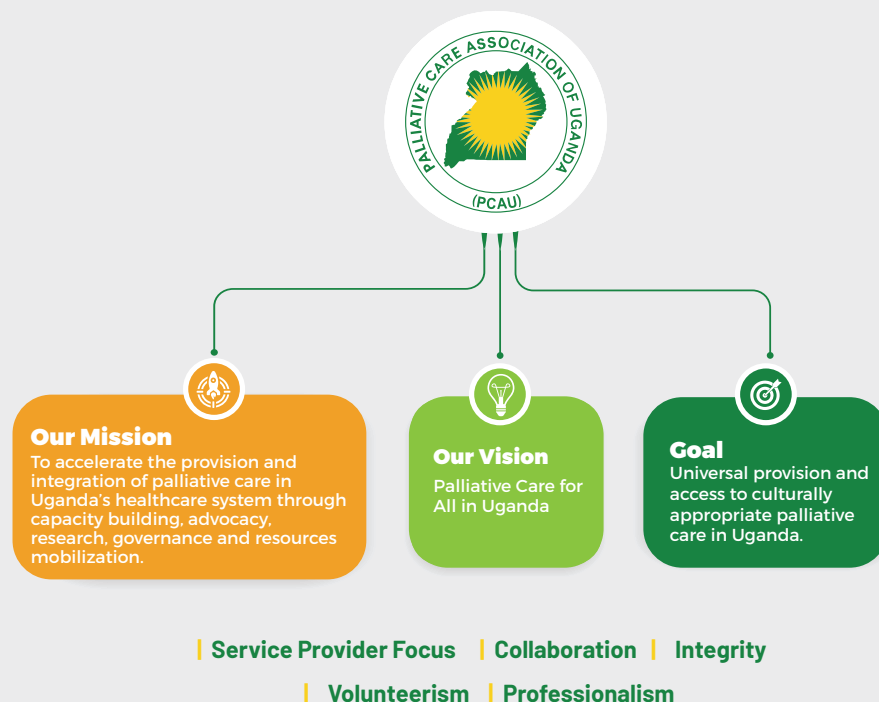 PALLIATIVE CARE ASSOCIATION OF UGANDA
(PCAU)
Our Mission
To accelerate the provision and
integration of palliative care in
Uganda's healthcare system through
capacity building, advocacy,
research, governance and resources
mobilization.
Our Vision
Palliative Care for
All in Uganda
Goal
Universal provision and
access to culturally
appropriate palliative
care in Uganda.
| Service Provider Focus | Collaboration | Integrity
| Volunteerism | Professionalism